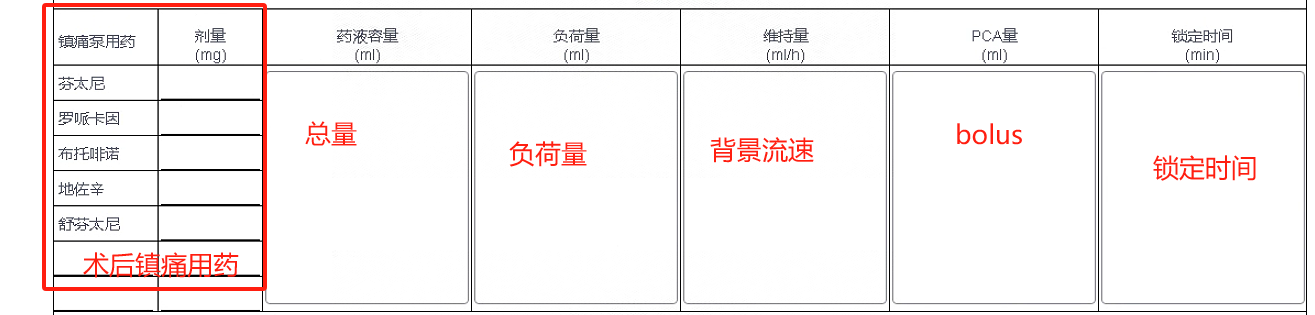 镇痛泵用药
剂量
(mg)
药液容量
(ml)
负荷量
(ml)
维持量
(ml/h)
PCA量
(ml)
锁定时间
(min)
芬太尼
罗哌卡因
布托啡诺
地佐辛
舒芬太尼
术后镇痛用药
总量
负荷量
背景流速
bolus
锁定时间